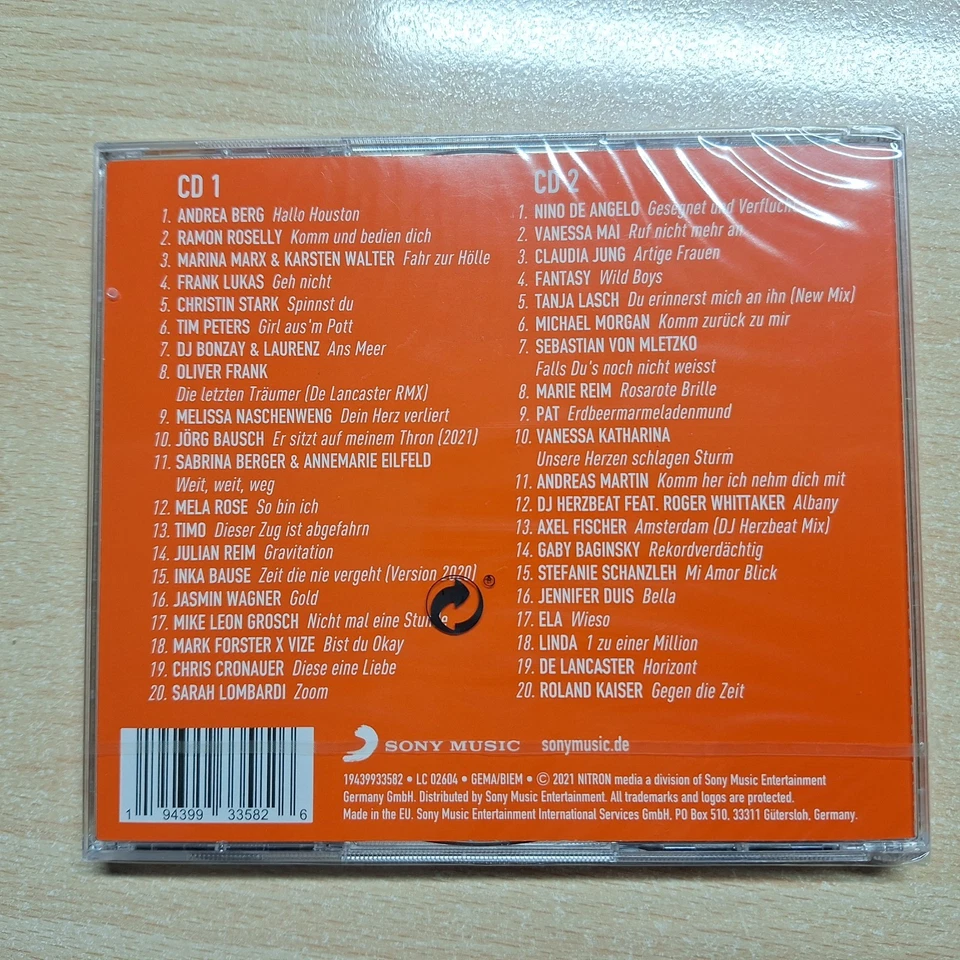 CD 1
1. ANDREA BERG Hallo Houston
2. RAMON ROSELLY Komm und bedien dich
3. MARINA MARX & KARSTEN WALTER Fahr zur Hölle
4. FRANK LUKAS Geh nicht
5. CHRISTIN STARK Spinnst du
6. TIM PETERS Girl aus'm Pott
7. DJ BONZAY & LAURENZ Ans Meer
8. OLIVER FRANK
Die letzten Träumer (De Lancaster RMX)
9. MELISSA NASCHENWENG Dein Herz verliert
10. JÖRG BAUSCH Er sitzt auf meinem Thron (2021)
11. SABRINA BERGER & ANNEMARIE EILFELD
Weit, weit, weg
12. MELA ROSE So bin ich
13. TIMO Dieser Zug ist abgefahrn
14. JULIAN REIM Gravitation
15. INKA BAUSE Zeit die nie vergeht (Version 2020)
16. JASMIN WAGNER Gold
17. MIKE LEON GROSCH Nicht mal eine Stunde
18. MARK FORSTER X VIZE Bist du Okay
19. CHRIS CRONAUER Diese eine Liebe
20. SARAH LOMBARDI Zoom
CD 2
1. NINO DE ANGELO Gesegnet und Verflucht
2. VANESSA MAI Ruf nicht mehr an
3. CLAUDIA JUNG Artige Frauen
4. FANTASY Wild Boys
5. TANJA LASCH Du erinnerst mich an ihn (New Mix)
6. MICHAEL MORGAN Komm zurück zu mir
7. SEBASTIAN VON MLETZKO
Falls Du's noch nicht weisst
8. MARIE REIM Rosarote Brille
9. PAT Erdbeermarmeladenmund
10. VANESSA KATHARINA
Unsere Herzen schlagen Sturm
11. ANDREAS MARTIN Komm her ich nehm dich mit
12. DJ HERZBEAT FEAT. ROGER WHITTAKER Albany
13. AXEL FISCHER Amsterdam (DJ Herzbeat Mix)
14. GABY BAGINSKY Rekordverdächtig
15. STEFANIE SCHANZLEH Mi Amor Blick
16. JENNIFER DUIS Bella
17. ELA Wieso
18. LINDA 1 zu einer Million
19. DE LANCASTER Horizont
20. ROLAND KAISER Gegen die Zeit
SONY MUSIC sonymusic.de
19439933582 • LC 02604 • GEMA/BIEM • © 2021 NITRON media a division of Sony Music Entertainment
Germany GmbH. Distributed by Sony Music Entertainment. All trademarks and logos are protected.
Made in the EU. Sony Music Entertainment International Services GmbH, PO Box 510, 33311 Gütersloh, Germany.
1 94399 33582 6